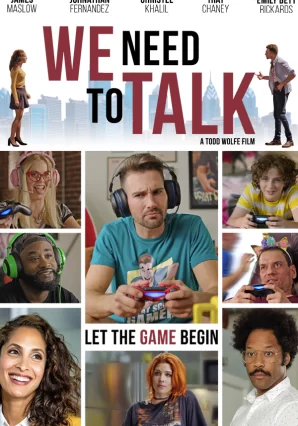 JAMES JOHNATHAN CHRISTEL TRAY EMILY BETT
MASLOW FERNANDEZ KHALIL CHANEY RICKARDS
WE NEED
TO TALK
A TODD WOLFE FILM
LET THE GAME BEGIN